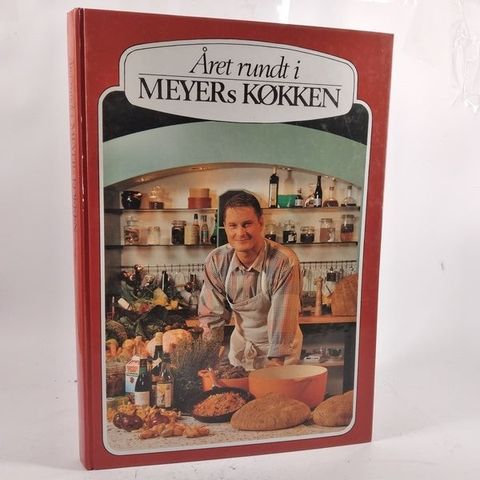 Året rundt i
MEYERs KØKKEN